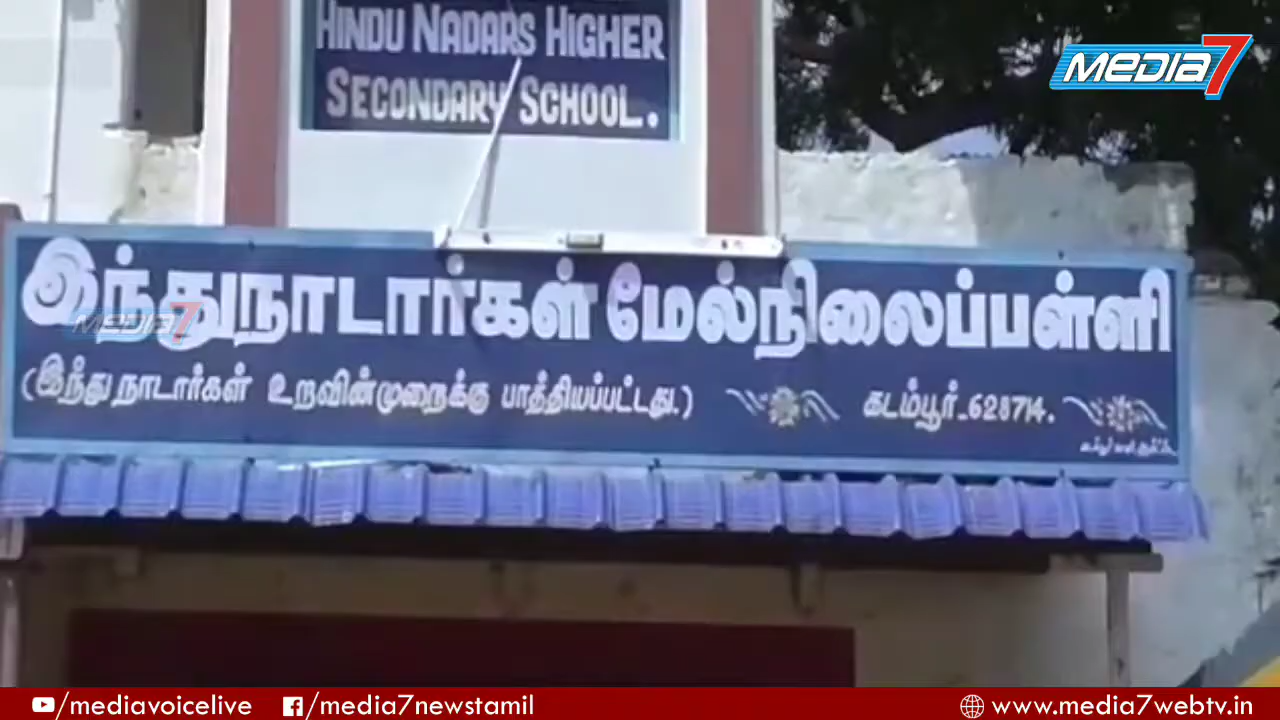 HINDU NADARS HIGHER
SECONDARY SCHOOL.
MEDIA7
இந்துநாடார்கள் மேல்நிலைப்பள்ளி
MEDIA7
(இந்து நாடார்கள் உறவின்முறைக்கு பாத்தியப்பட்டது.) கடம்பூர்-628714.
/mediavoicelive /media7newstamil www.media7webtv.in